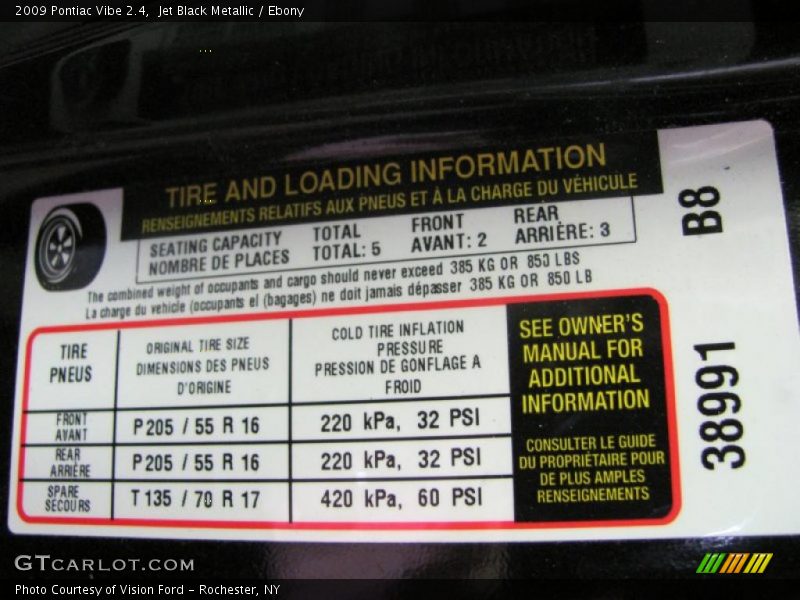 2009 Pontiac Vibe 2.4, Jet Black Metallic / Ebony
TIRE AND LOADING INFORMATION
RENSEIGNEMENTS RELATIFS AUX PNEUS ET À LA CHARGE DU VÉHICULE
SEATING CAPACITY TOTAL FRONT REAR
NOMBRE DE PLACES TOTAL: 5 AVANT: 2 ARRIÈRE: 3
The combined weight of occupants and cargo should never exceed 385 KG OR 850 LBS
La charge du vehicle (occupants el (bagages) ne doit jamais dépasser 385 KG OR 850 LB
TIRE
PNEUS
ORIGINAL TIRE SIZE
DIMENSIONS DES PNEUS
D'ORIGINE
COLD TIRE INFLATION
PRESSURE
PRESSION DE GONFLAGE A
FROID
FRONT
AVANT
P205 / 55 R 16
220 kPa, 32 PSI
REAR
ARRIÈRE
P205 / 55 R 16
220 kPa, 32 PSI
SPARE
SECOURS
T135 / 70 R 17
420 kPa, 60 PSI
SEE OWNER'S
MANUAL FOR
ADDITIONAL
INFORMATION
CONSULTER LE GUIDE
DU PROPRIÉTAIRE POUR
DE PLUS AMPLES
RENSEIGNEMENTS
B8
38991
GTCARLOT.COM
Photo Courtesy of Vision Ford - Rochester, NY